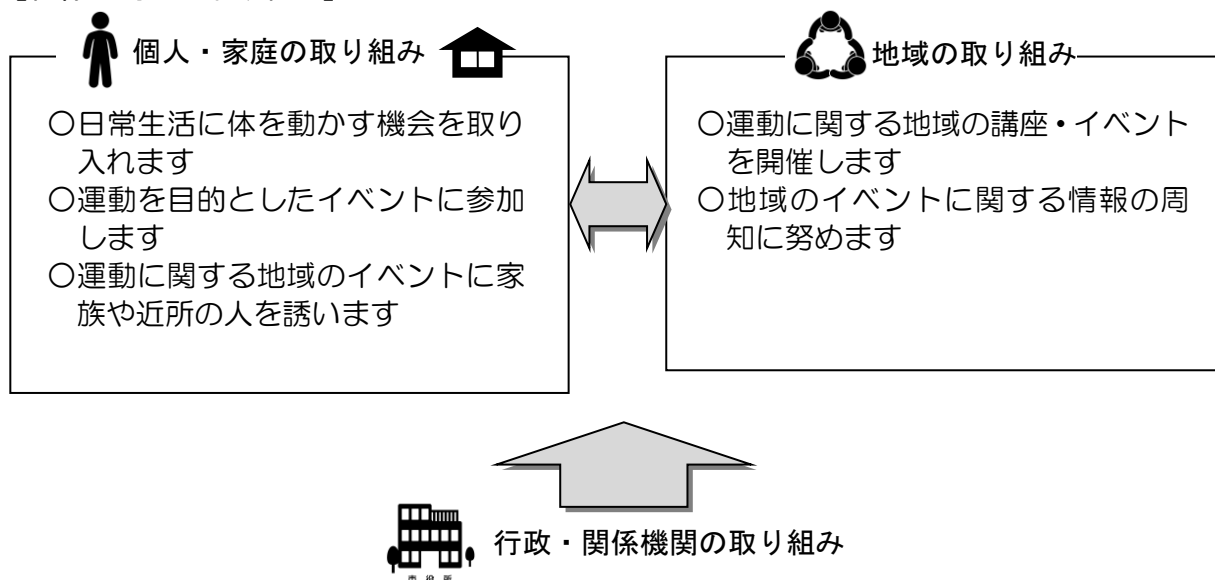 個人・家庭の取り組み
〇日常生活に体を動かす機会を取り
入れます
〇運動を目的としたイベントに参加
します
〇運動に関する地域のイベントに家
族や近所の人を誘います
地域の取り組み
〇運動に関する地域の講座・イベント
を開催します
〇地域のイベントに関する情報の周
知に努めます
行政・関係機関の取り組み